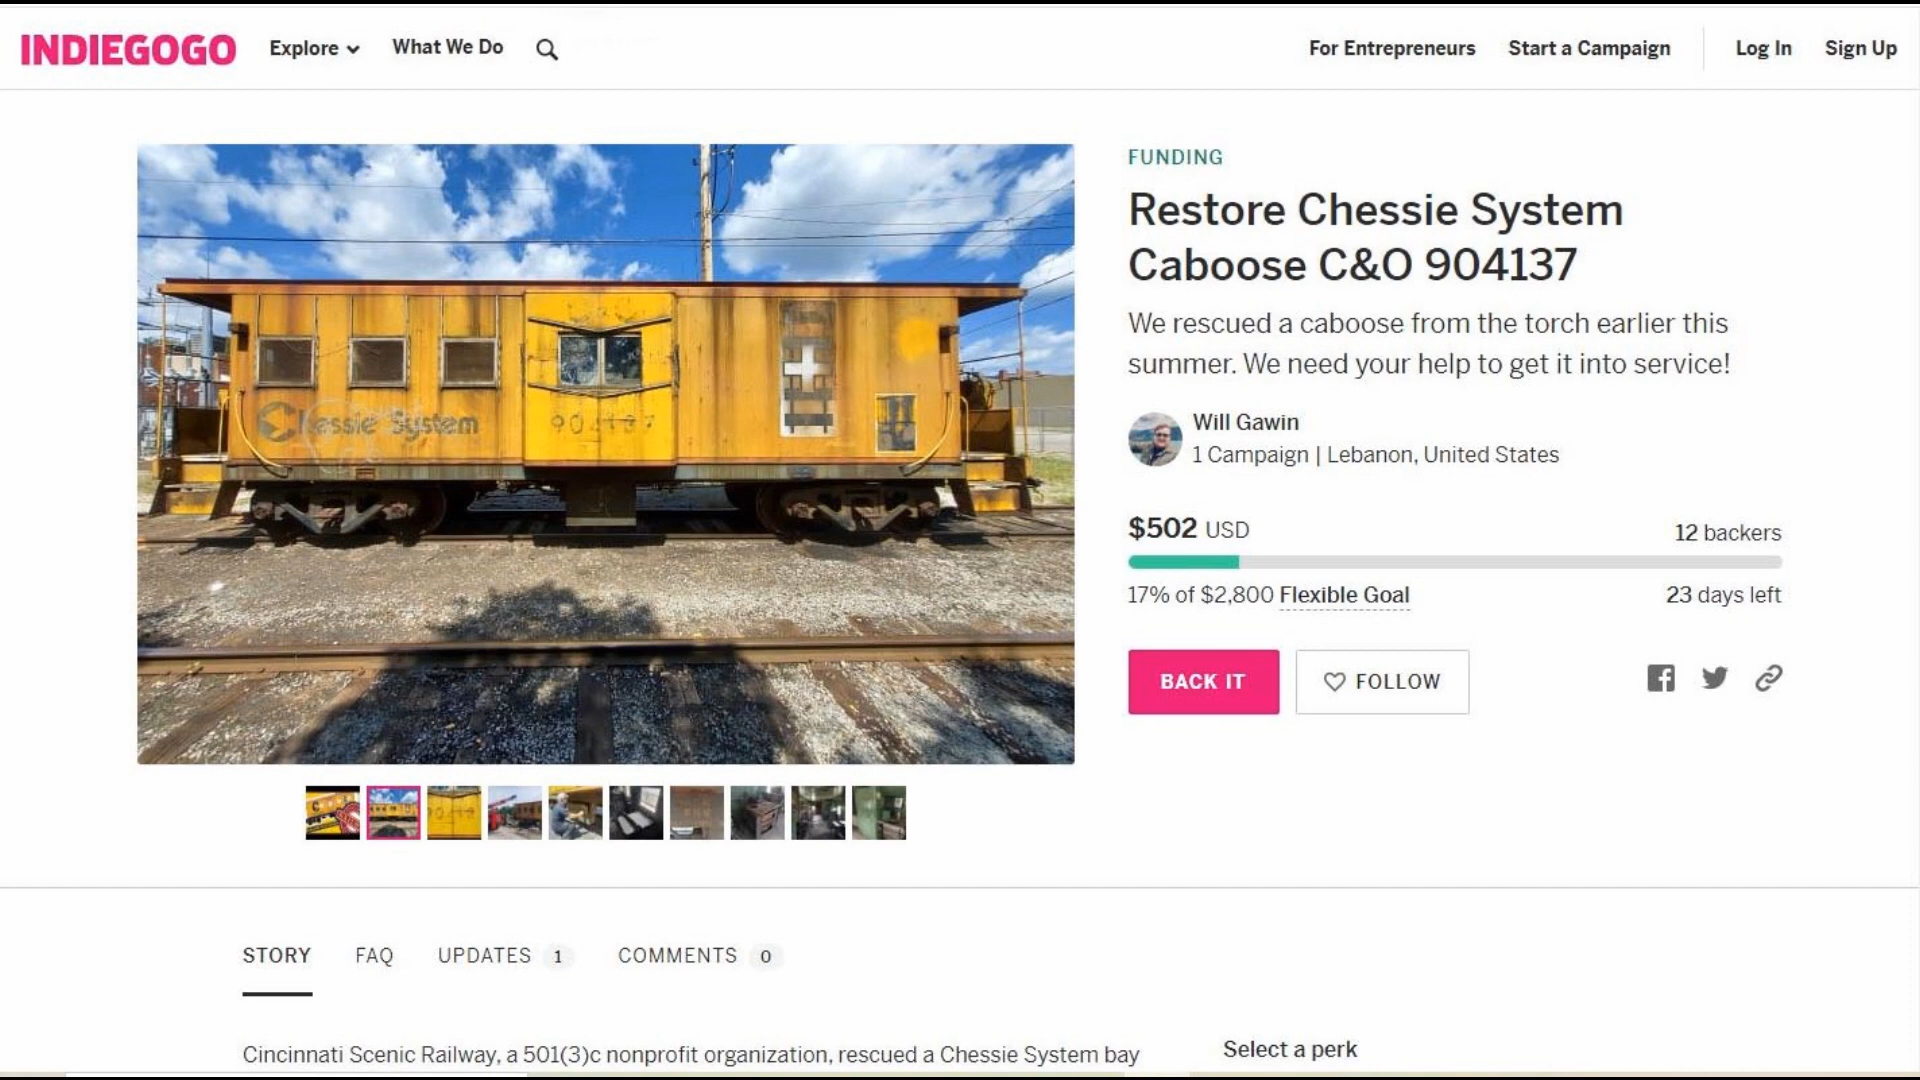 INDIEGOGO
Explore
What We Do
For Entrepreneurs
Start a Campaign
Log In
Sign Up
Chessie System
FUNDING
Restore Chessie System
Caboose C&O 904137
We rescued a caboose from the torch earlier this
summer. We need your help to get it into service!
Will Gawin
1 Campaign | Lebanon, United States
$502 USD
12 backers
17% of $2,800 Flexible Goal
23 days left
BACK IT
FOLLOW
STORY
FAQ
UPDATES 1
COMMENTS 0
Cincinnati Scenic Railway, a 501(3)c nonprofit organization, rescued a Chessie System bay
Select a perk